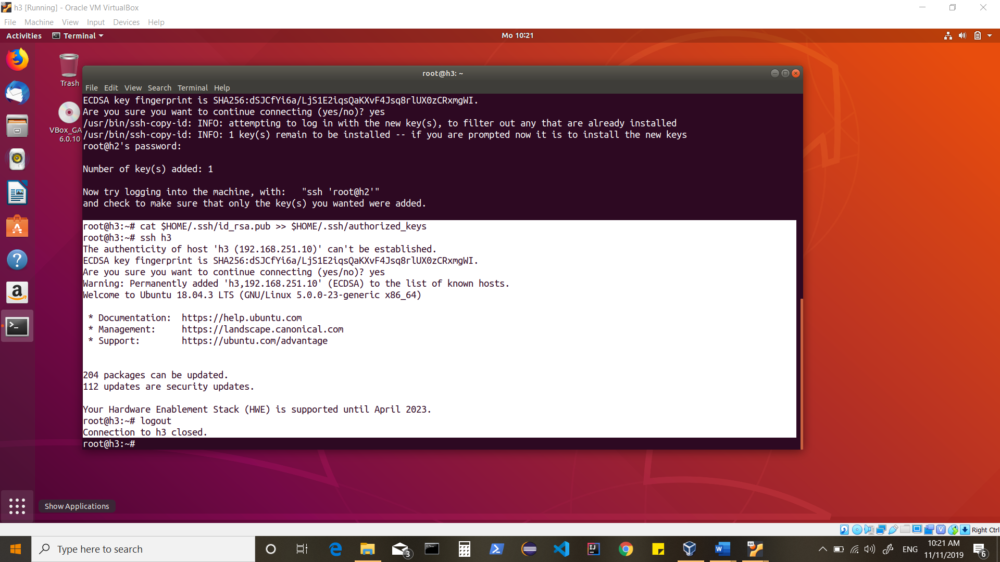 h3 [Running] - Oracle VM VirtualBox
File Machine View Input Devices Help
Activities Terminal Mo 10:21
Trash
VBox_GA
6.0.10
root@h3: ~
File Edit View Search Terminal Help
ECDSA key fingerprint is SHA256:dSJCfYi6a/LjS1E2iqsQaKXvF4Jsq8rlUX0zCRxmgWI.
Are you sure you want to continue connecting (yes/no)? yes
/usr/bin/ssh-copy-id: INFO: attempting to log in with the new key(s), to filter out any that are already installed
/usr/bin/ssh-copy-id: INFO: 1 key(s) remain to be installed -- if you are prompted now it is to install the new keys
root@h2's password:
Number of key(s) added: 1
Now try logging into the machine, with:   "ssh 'root@h2'"
and check to make sure that only the key(s) you wanted were added.
root@h3:~# cat $HOME/.ssh/id_rsa.pub >> $HOME/.ssh/authorized_keys
root@h3:~# ssh h3
The authenticity of host 'h3 (192.168.251.10)' can't be established.
ECDSA key fingerprint is SHA256:dSJCfYi6a/LjS1E2iqsQaKXvF4Jsq8rlUX0zCRxmgWI.
Are you sure you want to continue connecting (yes/no)? yes
Warning: Permanently added 'h3,192.168.251.10' (ECDSA) to the list of known hosts.
Welcome to Ubuntu 18.04.3 LTS (GNU/Linux 5.0.0-23-generic x86_64)
* Documentation:  https://help.ubuntu.com
* Management:     https://landscape.canonical.com
* Support:        https://ubuntu.com/advantage
204 packages can be updated.
112 updates are security updates.
Your Hardware Enablement Stack (HWE) is supported until April 2023.
root@h3:~# logout
Connection to h3 closed.
root@h3:~#
Show Applications
Right Ctrl
Type here to search
3
64
ENG
10:21 AM
11/11/2019
6